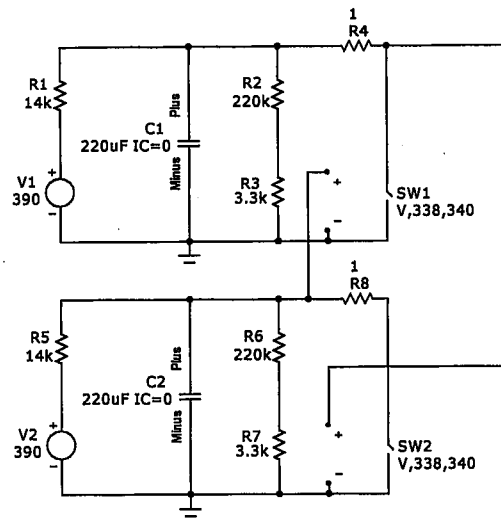 1
R4
R1
14k
R2
220k
Plus
C1
220uF IC=0
Minus
+
V1
390
-
R3
3.3k
+
-
SW1
V,338,340
1
R8
R5
14k
R6
220k
Plus
C2
220uF IC=0
Minus
+
V2
390
-
R7
3.3k
+
-
SW2
V,338,340